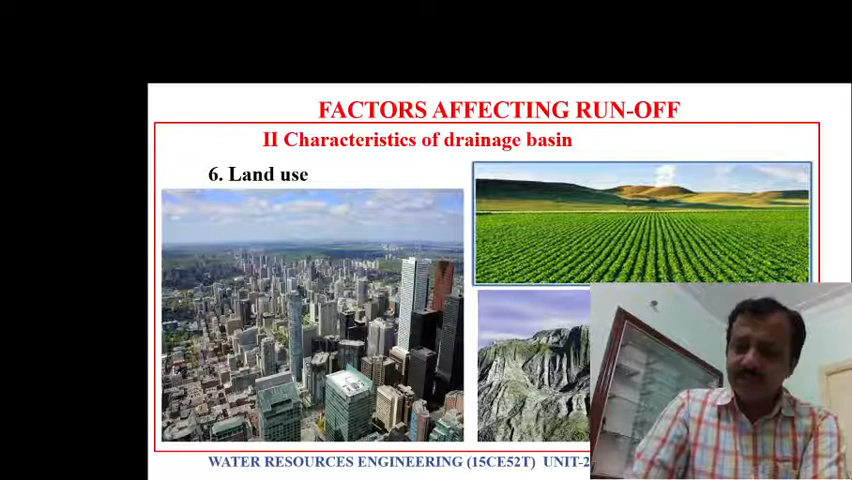 FACTORS AFFECTING RUN-OFF
II Characteristics of drainage basin
6. Land use
WATER RESOURCES ENGINEERING (15CE52T) UNIT-2